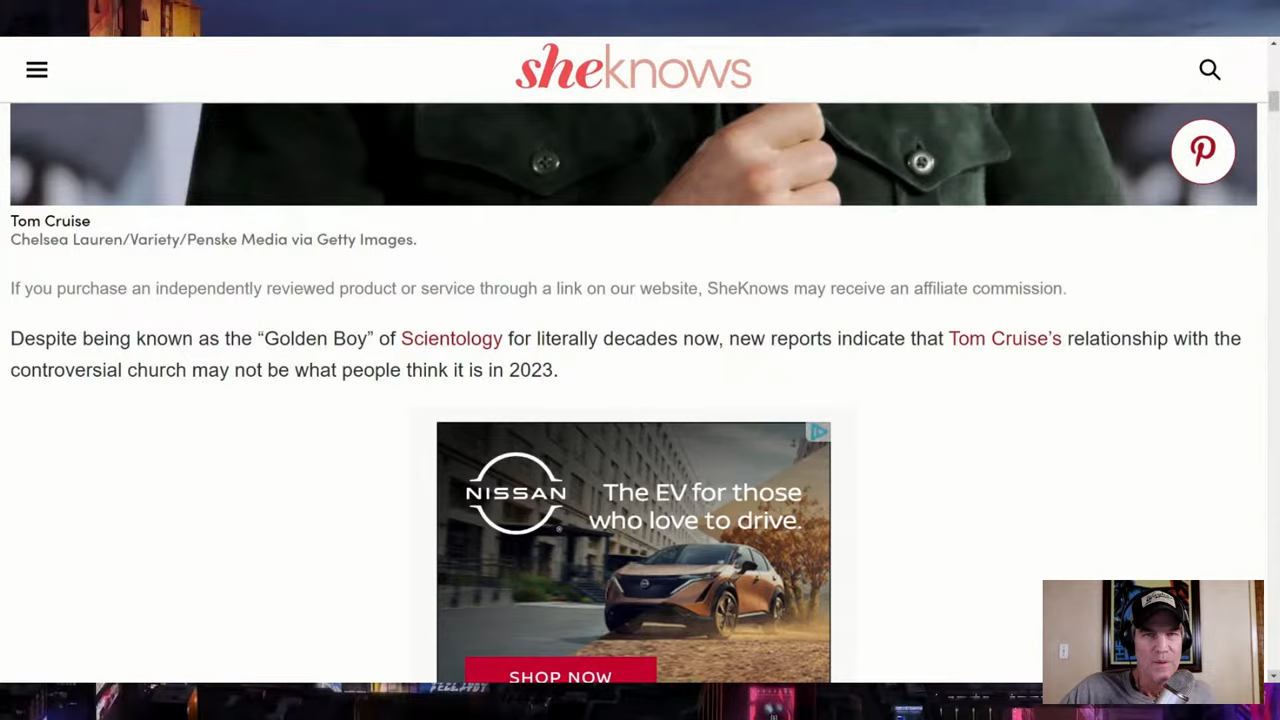 sheknows
Tom Cruise
Chelsea Lauren/Variety/Penske Media via Getty Images.
If you purchase an independently reviewed product or service through a link on our website, SheKnows may receive an affiliate commission.
Despite being known as the “Golden Boy” of Scientology for literally decades now, new reports indicate that Tom Cruise’s relationship with the
controversial church may not be what people think it is in 2023.
NISSAN
The EV for those
who love to drive.
SHOP NOW